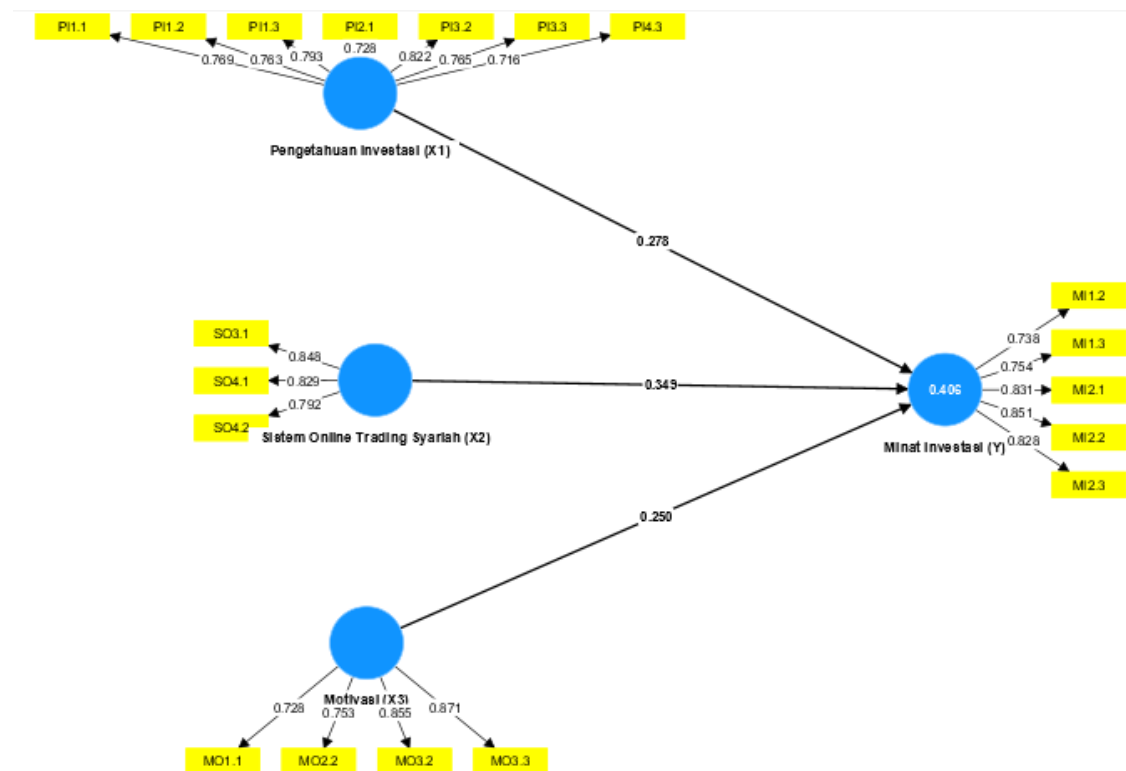 PI1.1 PI1.2 PI1.3 PI2.1 PI3.2 PI3.3 PI4.3
0.769 0.763 0.793 0.728 0.822 0.765 0.716
Pengetahuan Investasi (X1)
0.278
SO3.1
0.848
SO4.1
0.829
0.792
SO4.2
Sistem Online Trading Syariah (X2)
0.349
0.406
MI1.2
0.738
MI1.3
0.754
0.831
MI2.1
0.851
MI2.2
0.828
MI2.3
Minat Investasi (Y)
0.250
Motivasi (X3)
0.728 0.753 0.855 0.871
MO1.1 MO2.2 MO3.2 MO3.3